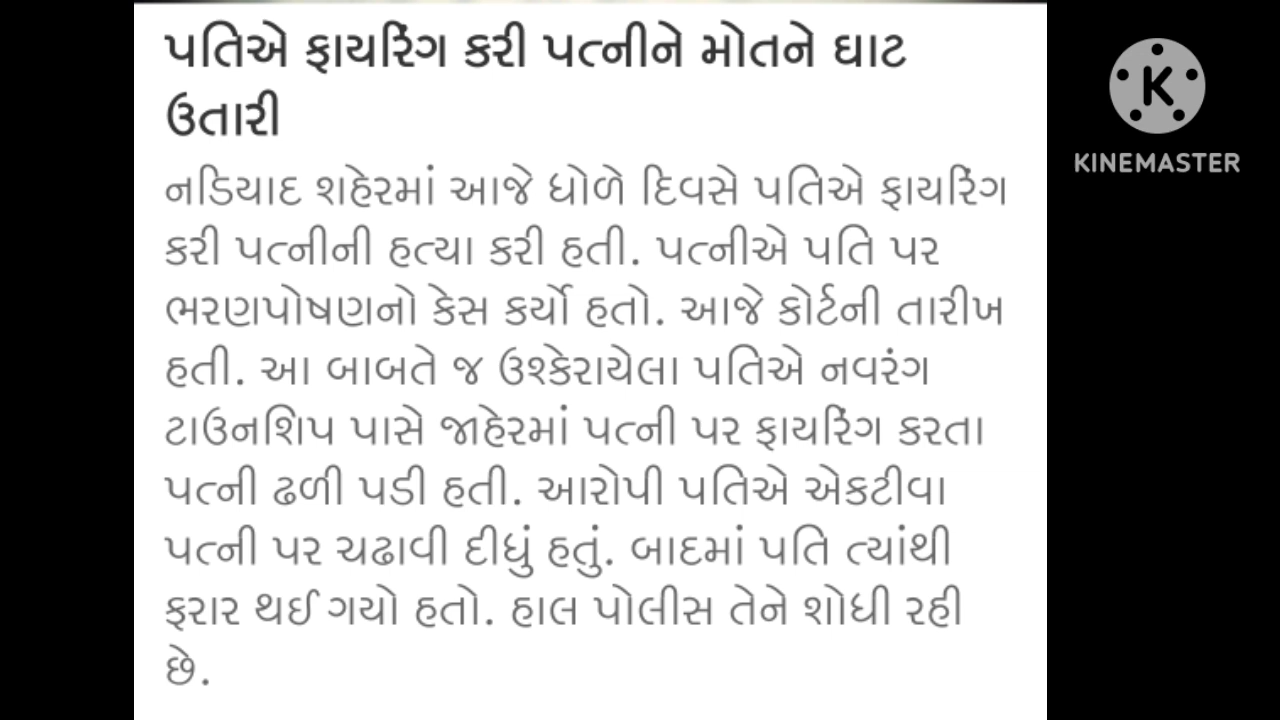 પતિએ ફાયરિંગ કરી પત્નીને મોતને ઘાટ
ઉતારી
નડિયાદ શહેરમાં આજે ધોળે દિવસે પતિએ ફાયરિંગ
કરી પત્નીની હત્યા કરી હતી. પત્નીએ પતિ પર
ભરણપોષણનો કેસ કર્યો હતો. આજે કોર્ટની તારીખ
હતી. આ બાબતે જ ઉશ્કેરાયેલા પતિએ નવરંગ
ટાઉનશિપ પાસે જાહેરમાં પત્ની પર ફાયરિંગ કરતા
પત્ની ઢળી પડી હતી. આરોપી પતિએ એકટીવા
પત્ની પર ચઢાવી દીધું હતું. બાદમાં પતિ ત્યાંથી
ફરાર થઈ ગયો હતો. હાલ પોલીસ તેને શોધી રહી
છે.
K
KINEMASTER